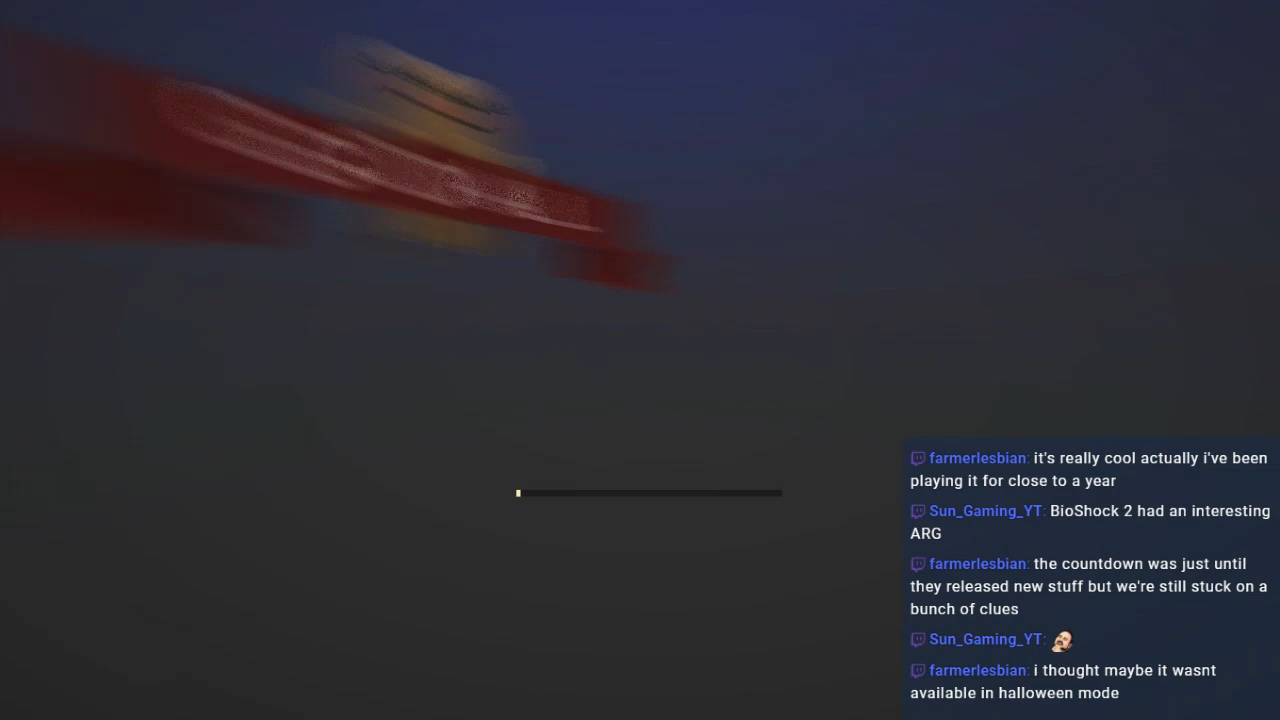 farmerlesbian: it's really cool actually i've been
playing it for close to a year
Sun_Gaming_YT: BioShock 2 had an interesting
ARG
farmerlesbian: the countdown was just until
they released new stuff but we're still stuck on a
bunch of clues
Sun_Gaming_YT:
farmerlesbian: i thought maybe it wasnt
available in halloween mode